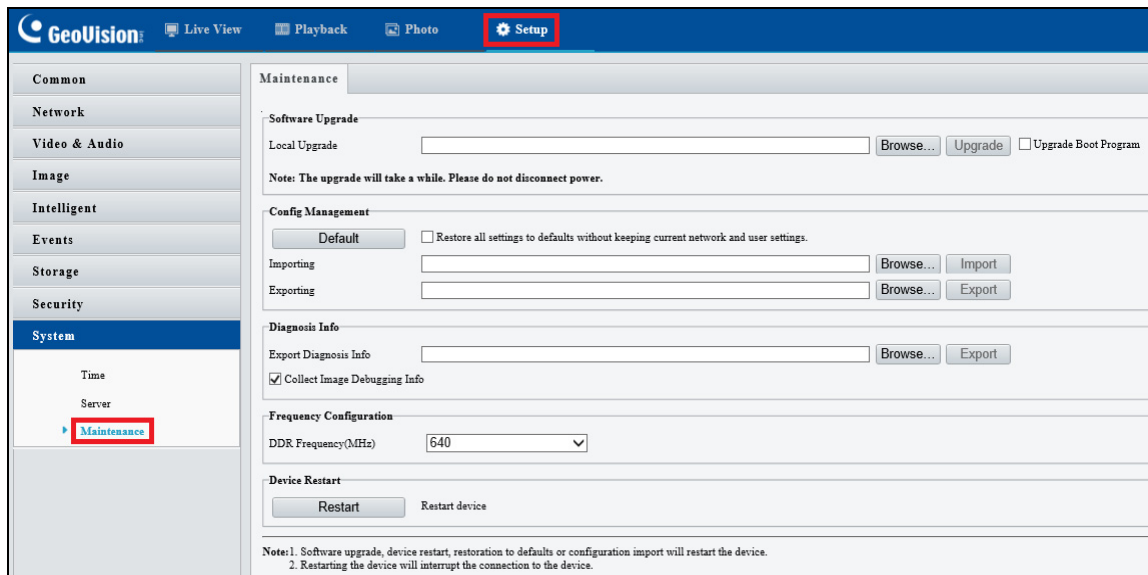 GeoVision
Live View
Playback
Photo
Setup
Common
Network
Video & Audio
Image
Intelligent
Events
Storage
Security
System
Time
Server
Maintenance
Maintenance
Software Upgrade
Local Upgrade Browse... Upgrade Upgrade Boot Program
Note: The upgrade will take a while. Please do not disconnect power.
Config Management
Default Restore all settings to defaults without keeping current network and user settings.
Importing Browse... Import
Exporting Browse... Export
Diagnosis Info
Export Diagnosis Info Browse... Export
Collect Image Debugging Info
Frequency Configuration
DDR Frequency(MHz) 640
Device Restart
Restart Restart device
Note:1. Software upgrade, device restart, restoration to defaults or configuration import will restart the device.
2. Restarting the device will interrupt the connection to the device.